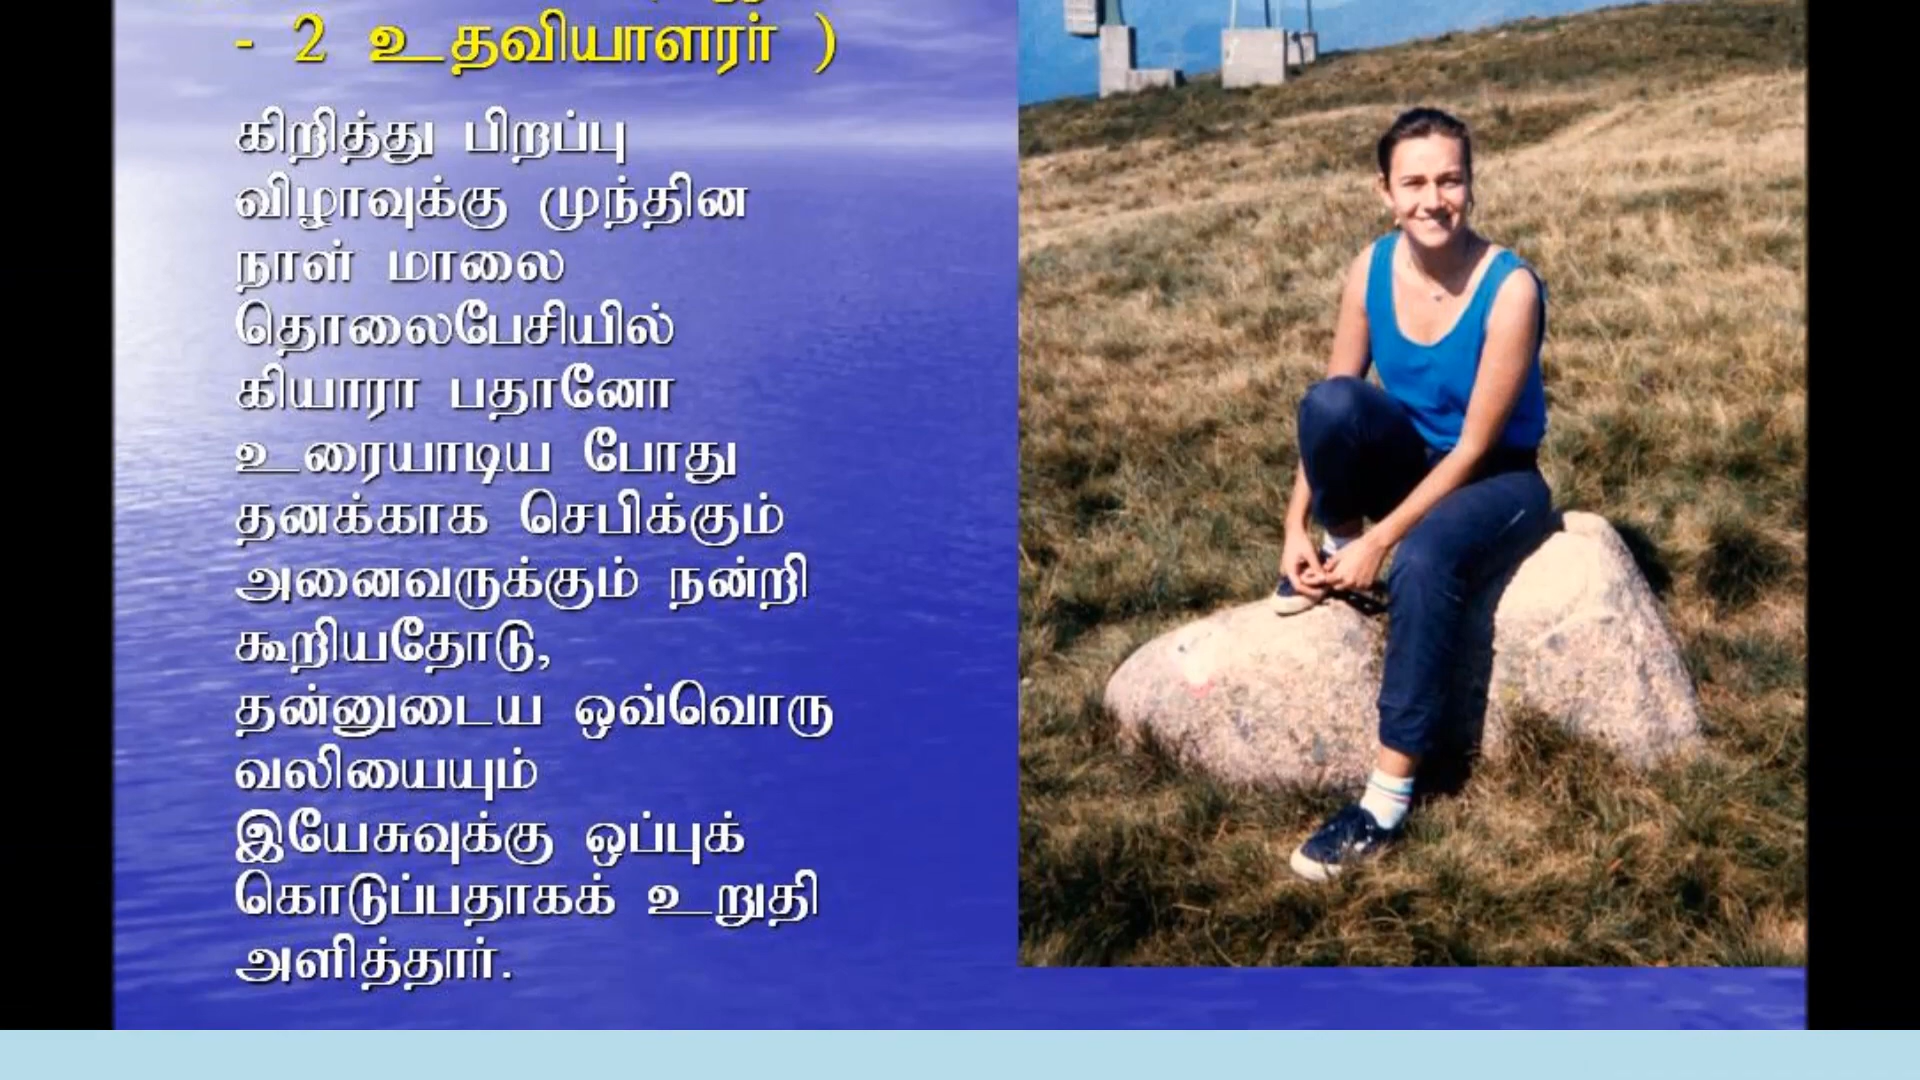 - 2 உதவியாளரர் )
கிறித்து பிறப்பு
விழாவுக்கு முந்தின
நாள் மாலை
தொலைபேசியில்
கியாரா பதானோ
உரையாடிய போது
தனக்காக செபிக்கும்
அனைவருக்கும் நன்றி
கூறியதோடு,
தன்னுடைய ஒவ்வொரு
வலியையும்
இயேசுவுக்கு ஒப்புக்
கொடுப்பதாகக் உறுதி
அளித்தார்.